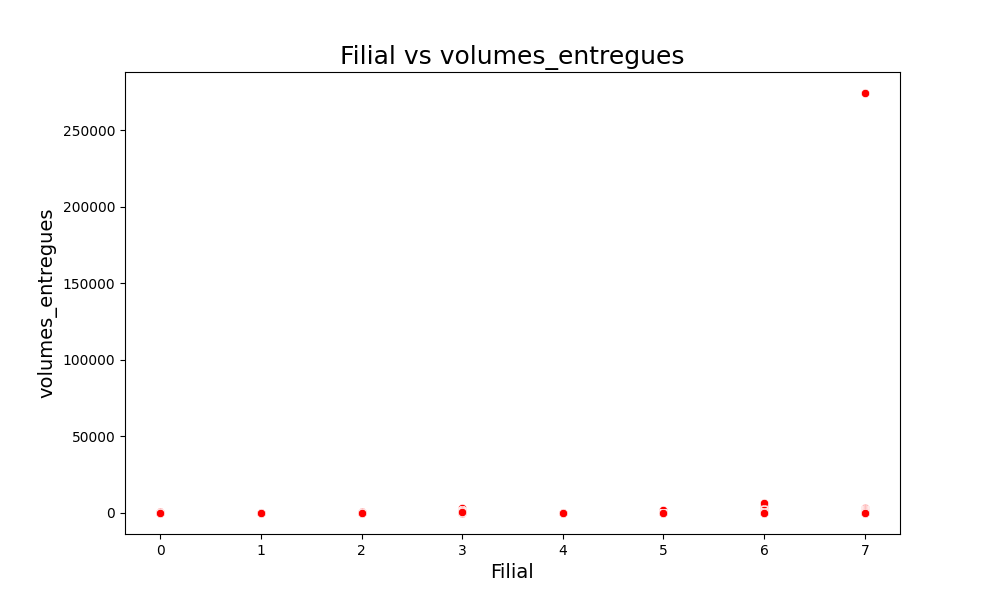 Filial vs volumes_entregues
volumes_entregues
250000
200000
150000
100000
50000
0
0 1 2 3 4 5 6 7
Filial